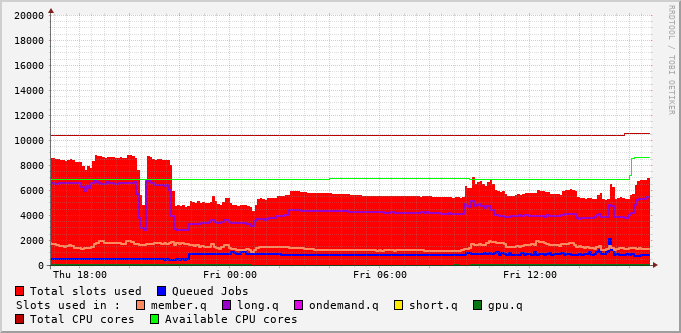 20000
18000
16000
14000
12000
10000
8000
6000
4000
2000
0
Thu 18:00 Fri 00:00 Fri 06:00 Fri 12:00
RRDTOOL / TOBI OETIKER
Total slots used Queued Jobs
Slots used in : member.q long.q ondemand.q short.q gpu.q
Total CPU cores Available CPU cores